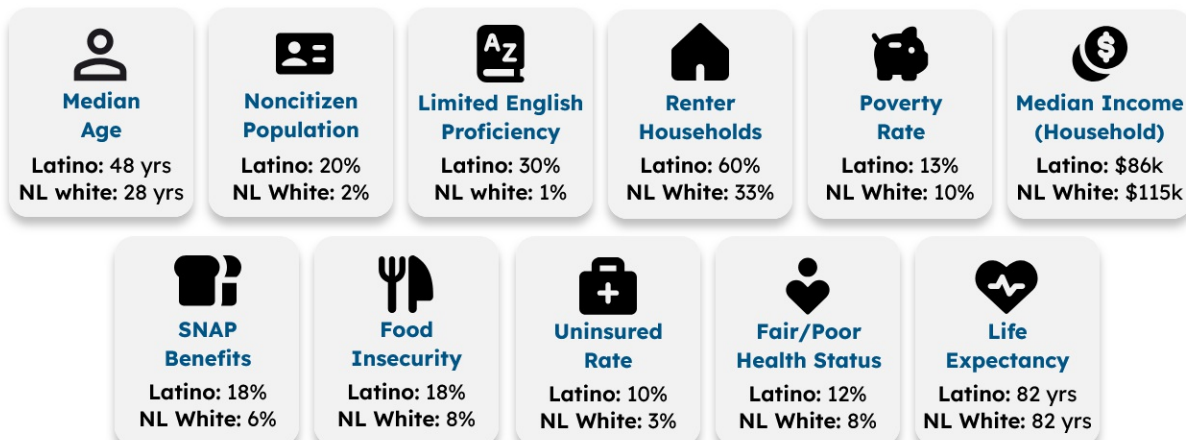 AZ
Median
Age
Latino: 48 yrs
NL white: 28 yrs
Noncitizen
Population
Latino: 20%
NL White: 2%
Limited English
Proficiency
Latino: 30%
NL white: 1%
Renter
Households
Latino: 60%
NL White: 33%
Poverty
Rate
Latino: 13%
NL White: 10%
$
Median Income
(Household)
Latino: $86k
NL White: $115k
SNAP
Benefits
Latino: 18%
NL White: 6%
Food
Insecurity
Latino: 18%
NL White: 8%
Uninsured
Rate
Latino: 10%
NL White: 3%
Fair/Poor
Health Status
Latino: 12%
NL White: 8%
Life
Expectancy
Latino: 82 yrs
NL White: 82 yrs